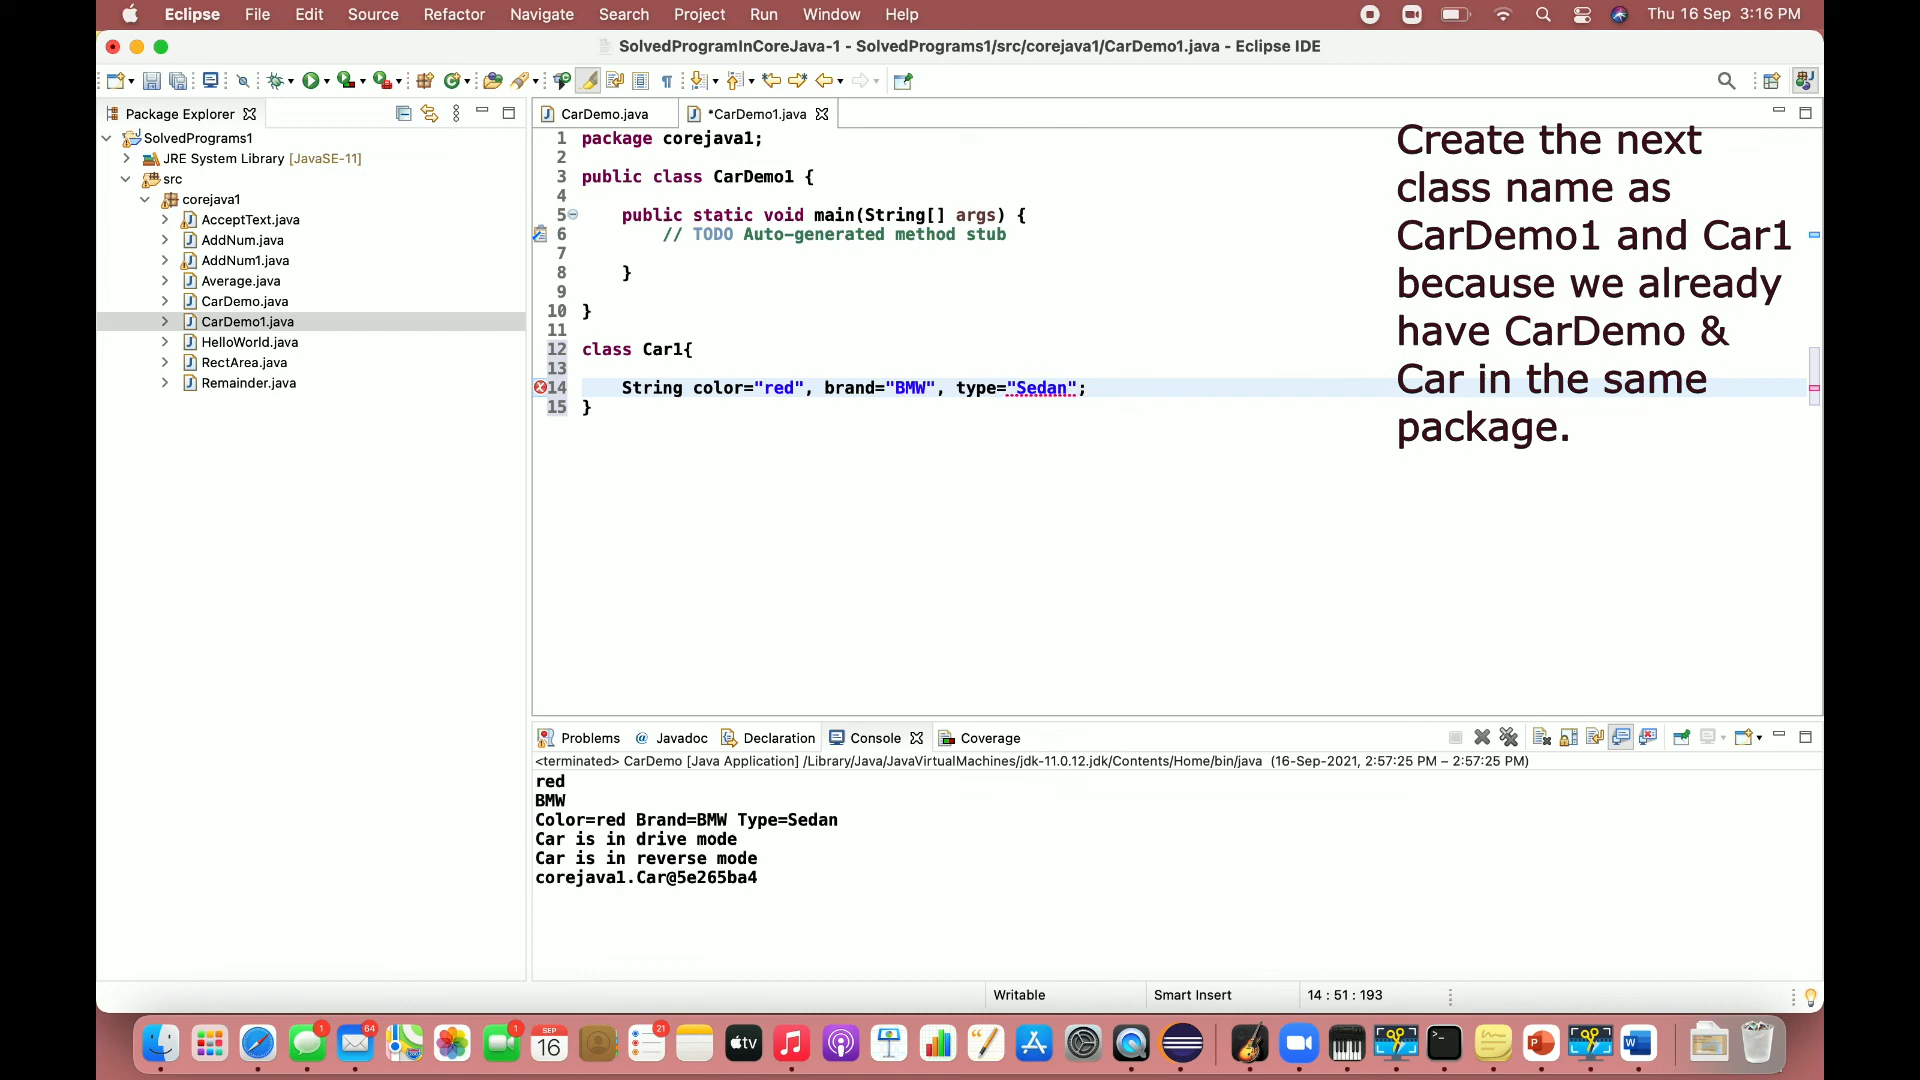 Eclipse File Edit Source Refactor Navigate Search Project Run Window Help Thu 16 Sep 3:16 PM
SolvedProgramInCoreJava-1 - SolvedPrograms1/src/corejava1/CarDemo1.java - Eclipse IDE
Package Explorer
SolvedPrograms1
JRE System Library [JavaSE-11]
src
corejava1
AcceptText.java
AddNum.java
AddNum1.java
Average.java
CarDemo.java
CarDemo1.java
HelloWorld.java
RectArea.java
Remainder.java
CarDemo.java *CarDemo1.java
1 package corejava1;
2
3 public class CarDemo1 {
4
5 public static void main(String[] args) {
6 // TODO Auto-generated method stub
7
8 }
9
10 }
11
12 class Car1{
13
14 String color="red", brand="BMW", type="Sedan";
15 }
Create the next
class name as
CarDemo1 and Car1
because we already
have CarDemo &
Car in the same
package.
Problems @ Javadoc Declaration Console Coverage
<terminated> CarDemo [Java Application] /Library/Java/JavaVirtualMachines/jdk-11.0.12.jdk/Contents/Home/bin/java (16-Sep-2021, 2:57:25 PM – 2:57:25 PM)
red
BMW
Color=red Brand=BMW Type=Sedan
Car is in drive mode
Car is in reverse mode
corejava1.Car@5e265ba4
Writable Smart Insert 14 : 51 : 193
1 64 1 SEP 16 21 tv P W